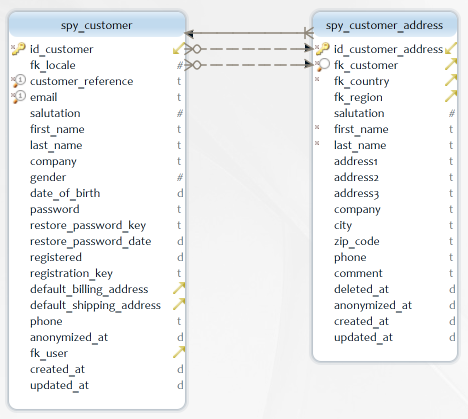 spy_customer
id_customer
fk_locale #
customer_reference t
email t
salutation #
first_name t
last_name t
company t
gender #
date_of_birth d
password t
restore_password_key t
restore_password_date d
registered d
registration_key t
default_billing_address
default_shipping_address
phone t
anonymized_at d
fk_user
created_at d
updated_at d
spy_customer_address
id_customer_address
fk_customer
fk_country
fk_region
salutation #
first_name t
last_name t
address1 t
address2 t
address3 t
company t
city t
zip_code t
phone t
comment t
deleted_at d
anonymized_at d
created_at d
updated_at d